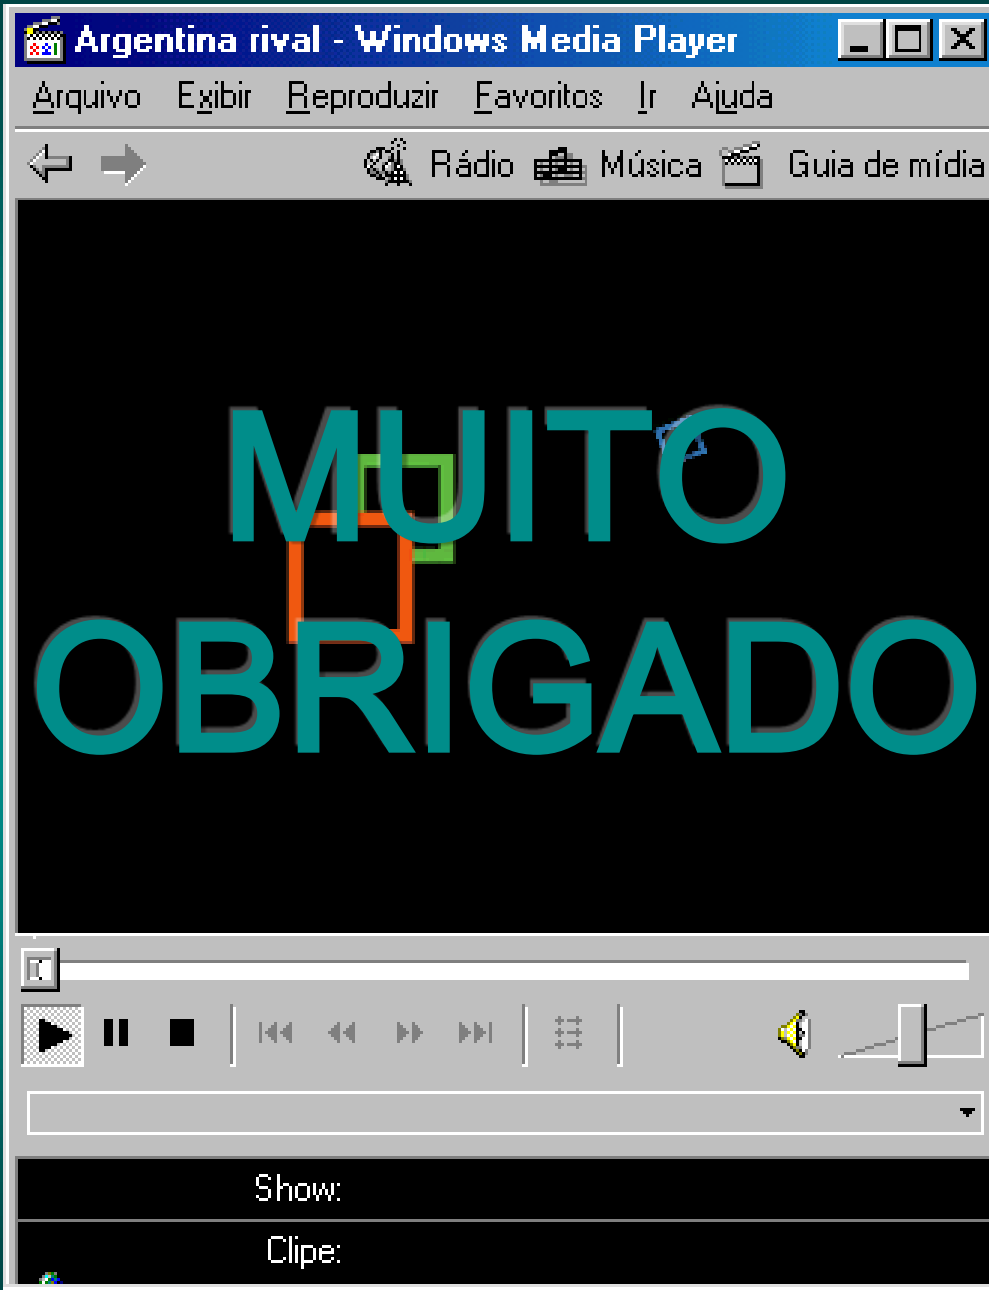 Argentina rival - Windows Media Player
Arquivo Exibir Reproduzir Favoritos Ir Ajuda
Rádio Música Guia de mídia
MUITO
OBRIGADO
Show:
Clipe: